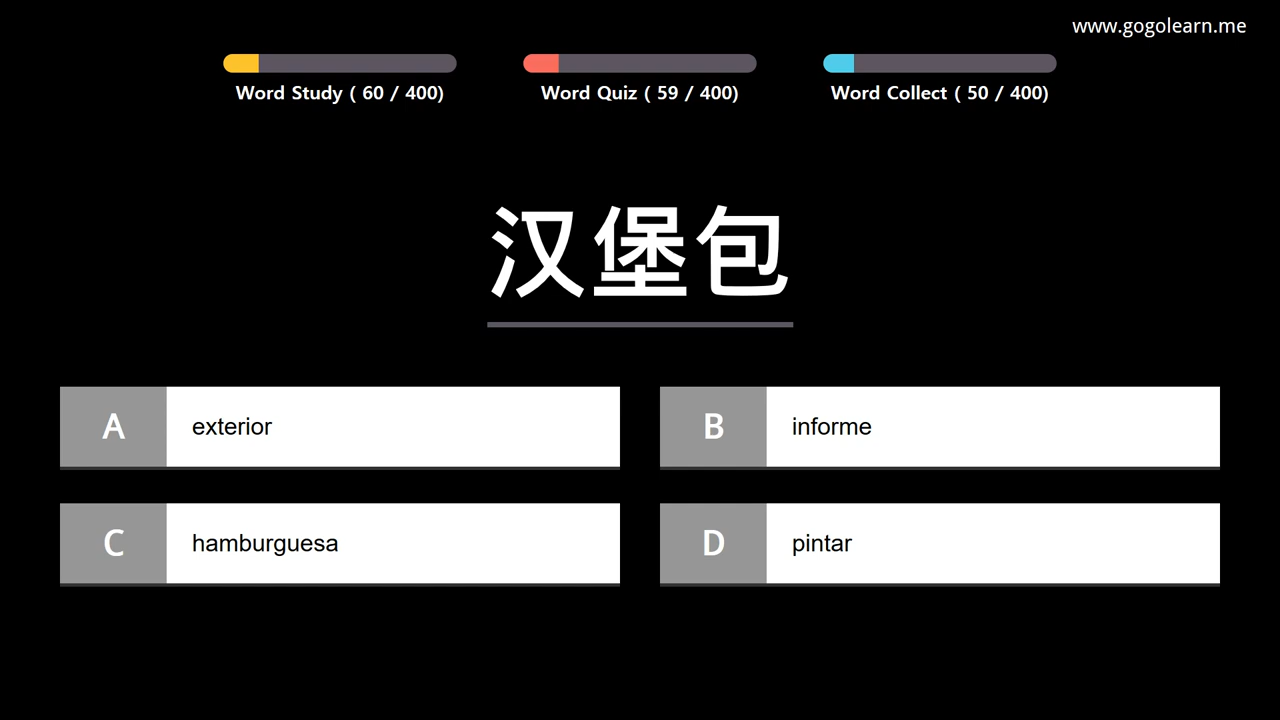 www.gogolearn.me
Word Study ( 60 / 400)
Word Quiz ( 59 / 400)
Word Collect ( 50 / 400)
汉堡包
A exterior
B informe
C hamburguesa
D pintar